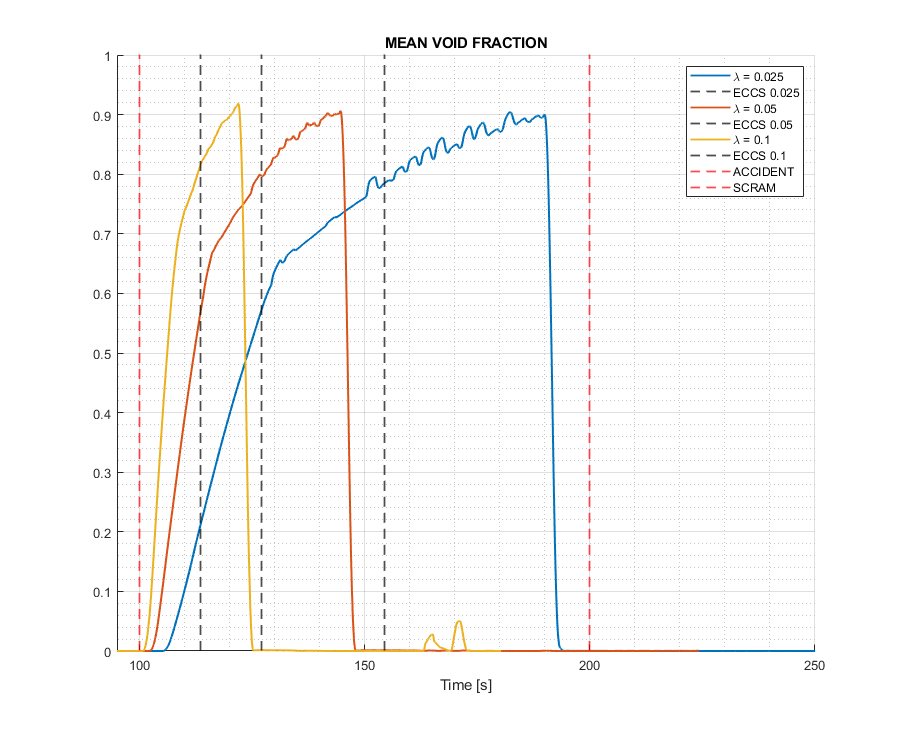 MEAN VOID FRACTION
1
0.9
0.8
0.7
0.6
0.5
0.4
0.3
0.2
0.1
0
λ = 0.025
ECCS 0.025
λ = 0.05
ECCS 0.05
λ = 0.1
ECCS 0.1
ACCIDENT
SCRAM
100 150 200 250
Time [s]